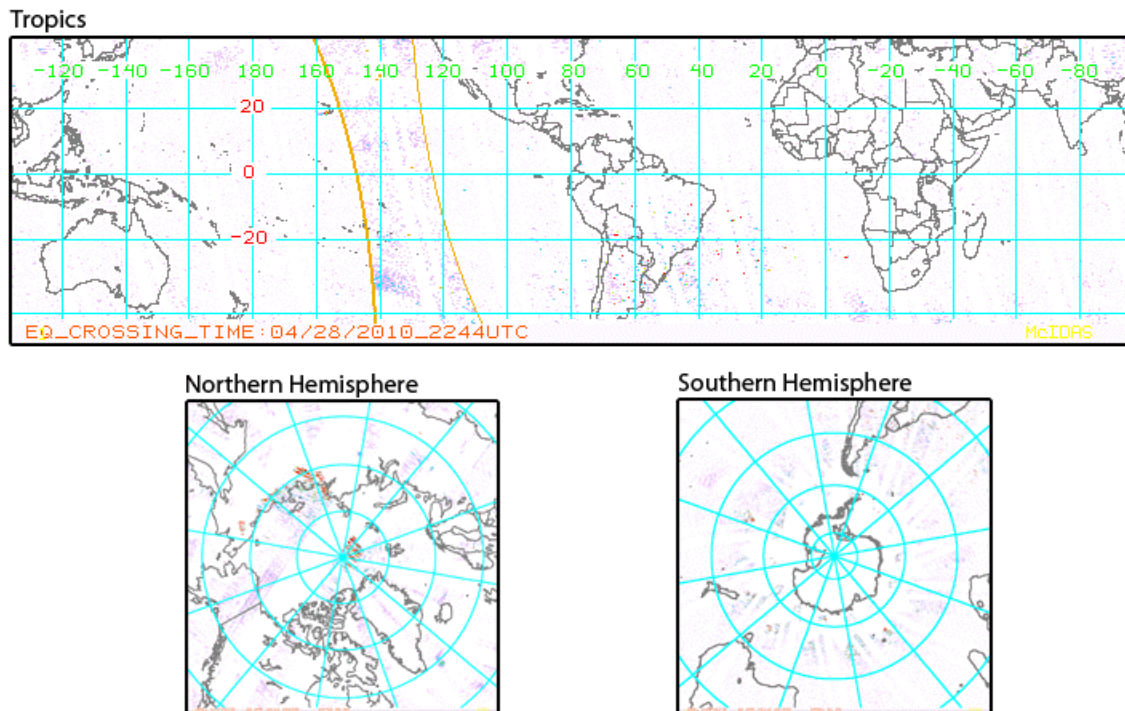 Tropics
-120 -140 -160 180 160 140 120 100 80 60 40 20 0 -20 -40 -60 -80
20
0
-20
EQ_CROSSING_TIME:04/28/2010_2244UTC McIDAS
Northern Hemisphere Southern Hemisphere